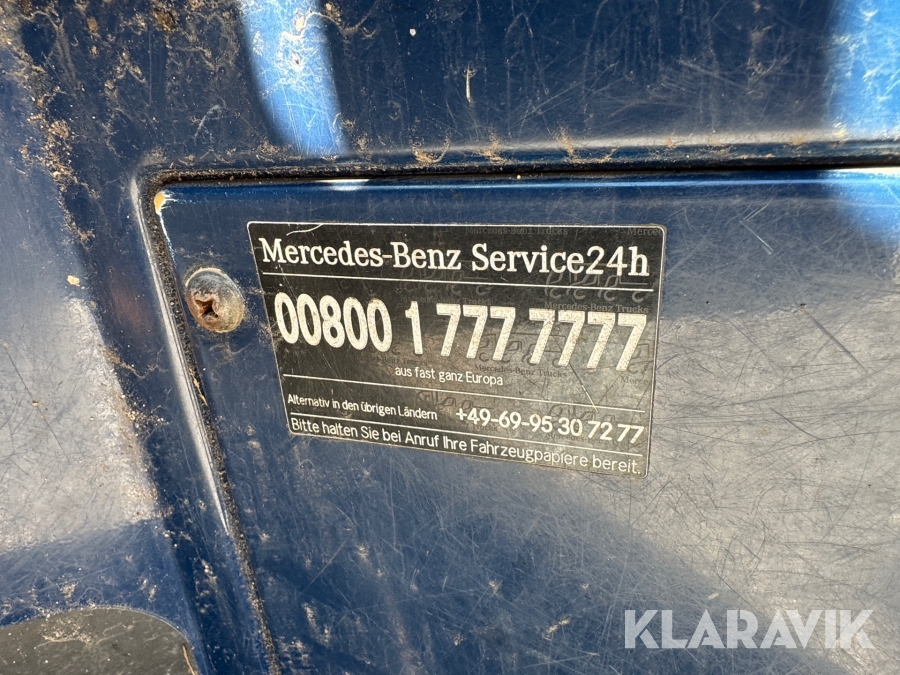 Mercedes-Benz Service24h
00800 1 777 7777
aus fast ganz Europa
Alternativ in den übrigen Ländern +49-69-95 30 72 77
Bitte halten Sie bei Anruf Ihre Fahrzeugpapiere bereit.
KLARAVIK